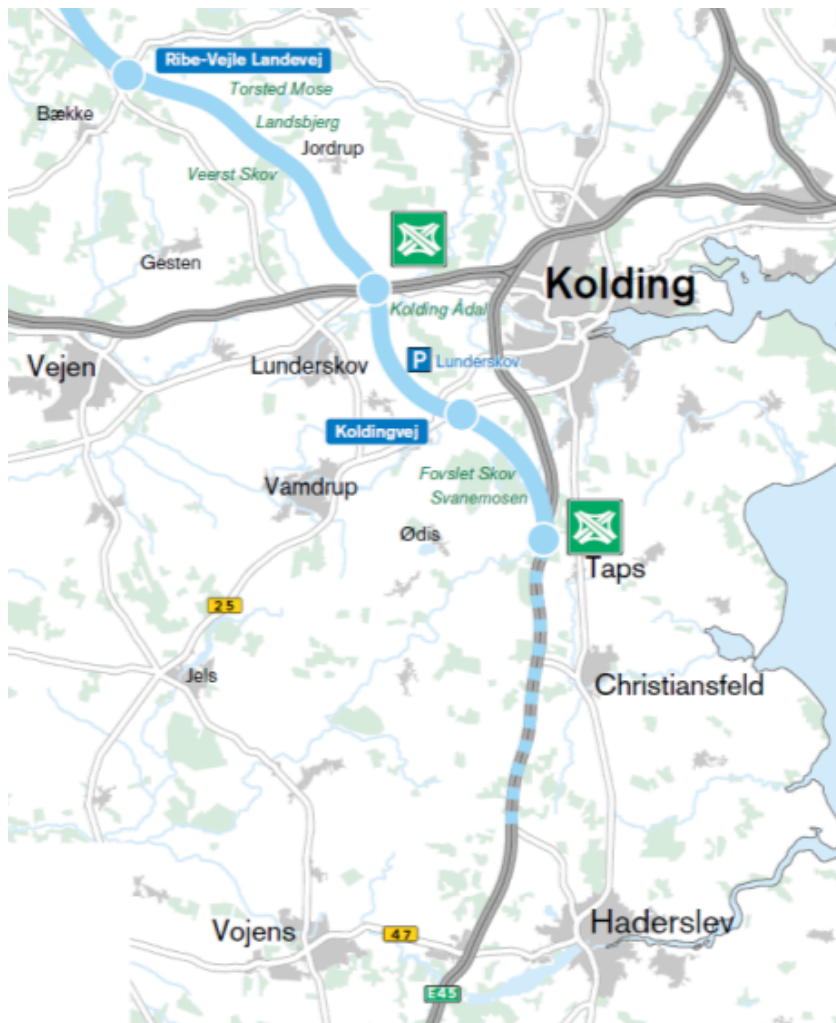 Ribe-Vejle Landevej
Torsted Mose
Bække
Landsbjerg
Jordrup
Veerst Skov
Gesten
Kolding
Kolding Ådal
Vejen
Lunderskov
P Lunderskov
Koldingvej
Fovslet Skov
Svanemosen
Vamdrup
Ødis
Taps
25
Jels
Christiansfeld
Haderslev
Vojens
47
E45